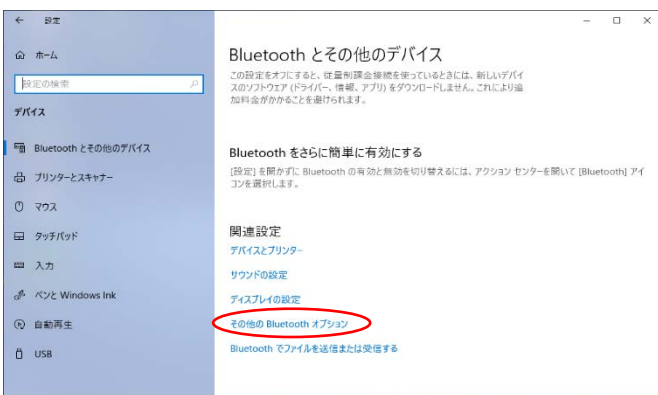 ← 設定
ホーム
設定の検索
デバイス
Bluetooth とその他のデバイス
プリンターとスキャナー
マウス
タッチパッド
入力
ペンと Windows Ink
自動再生
USB
Bluetooth とその他のデバイス
この設定をオフにすると、従量制課金接続を使っているときには、新しいデバイ
スのソフトウェア (ドライバー、情報、アプリ) をダウンロードしません。これにより追
加料金がかかることを避けられます。
Bluetooth をさらに簡単に有効にする
[設定] を開かずに Bluetooth の有効と無効を切り替えるには、アクション センターを開いて [Bluetooth] アイ
コンを選択します。
関連設定
デバイスとプリンター
サウンドの設定
ディスプレイの設定
その他の Bluetooth オプション
Bluetooth でファイルを送信または受信する